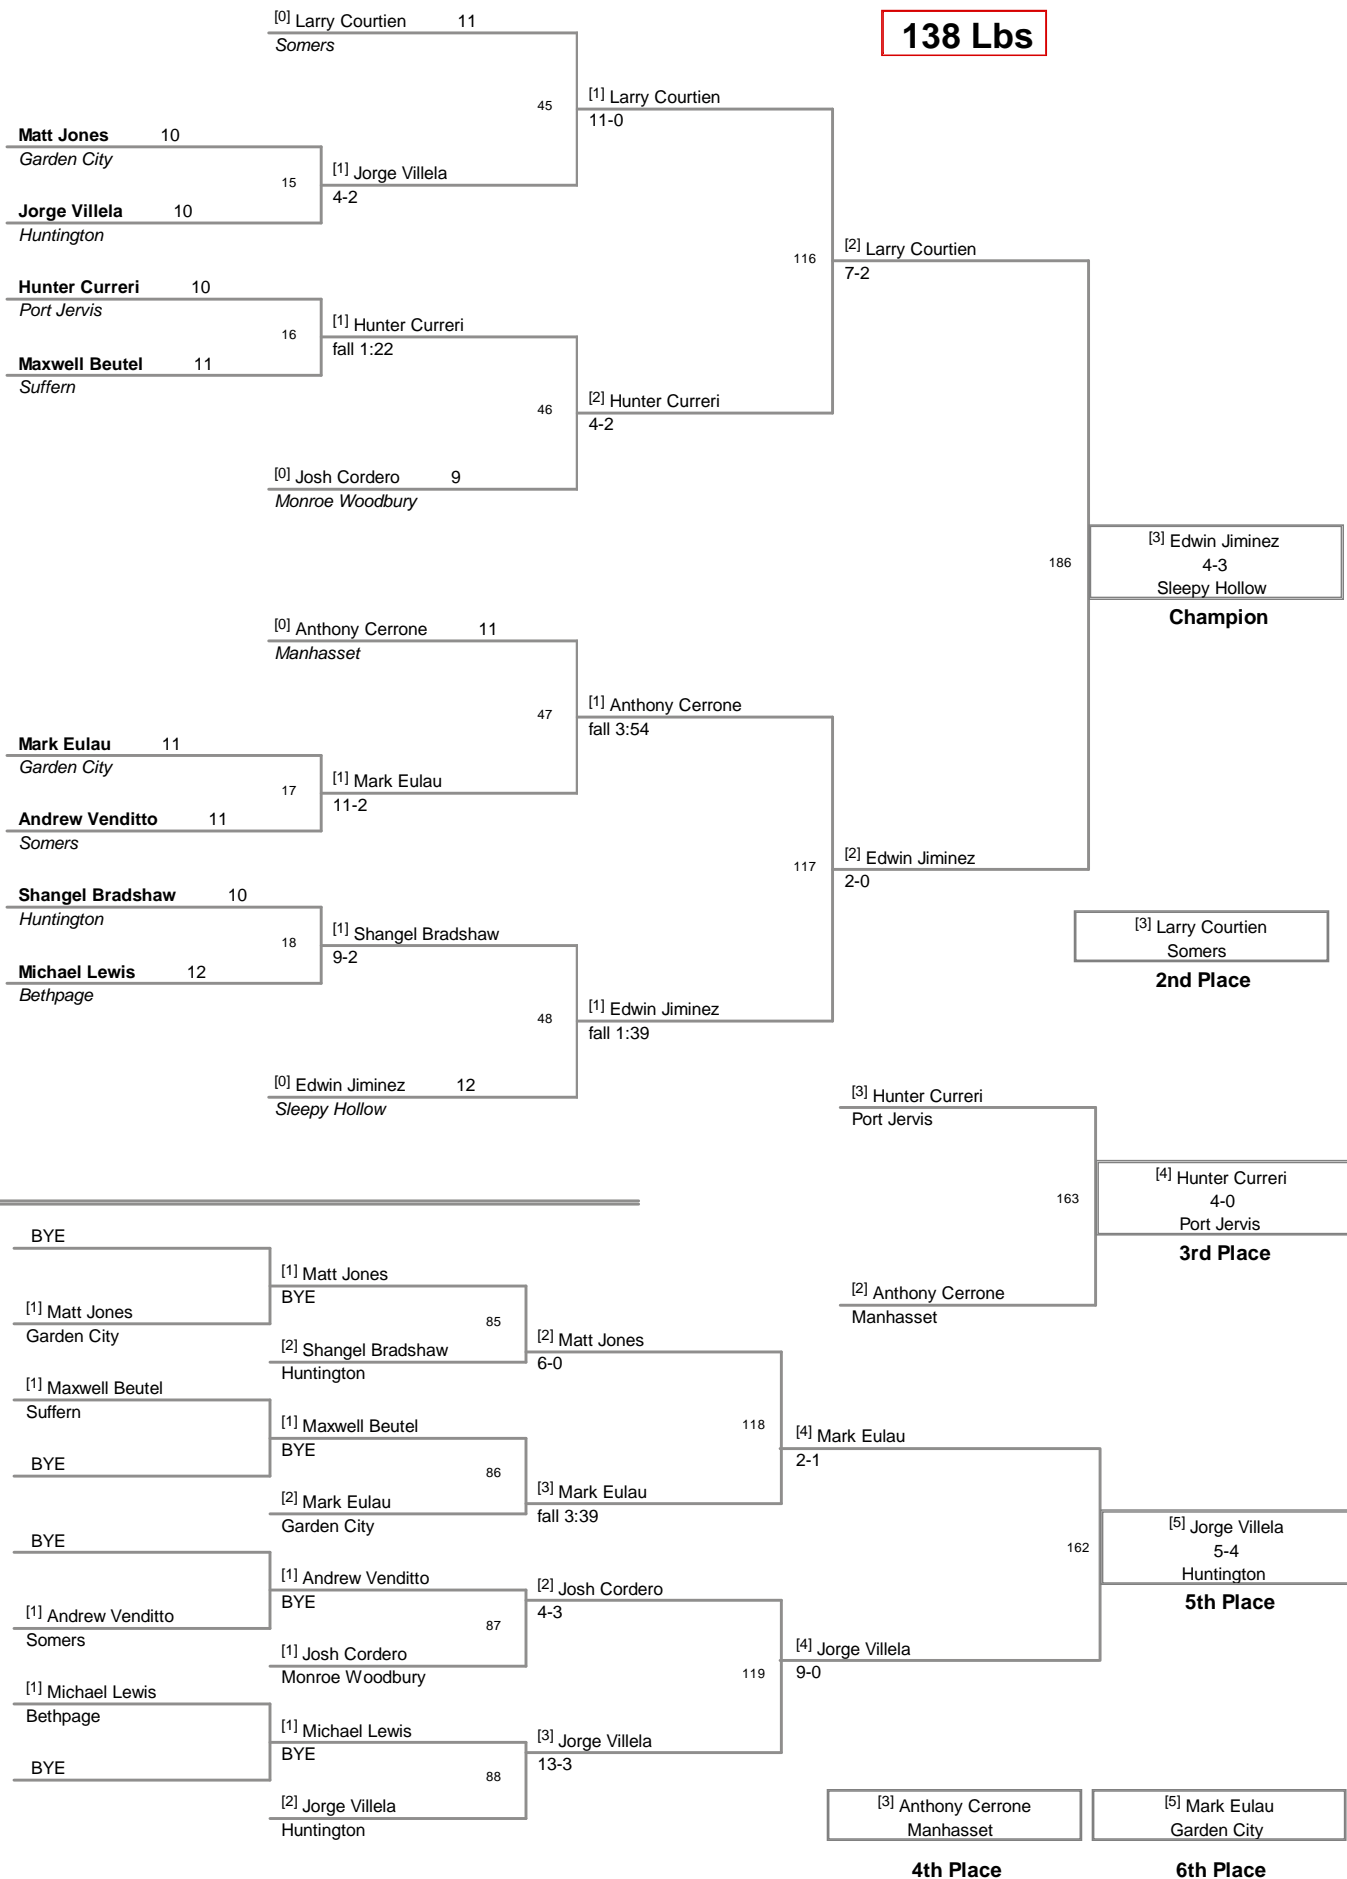 138 Lbs
[0] Larry Courtien 11
Somers
45
[1] Larry Courtien
11-0
Matt Jones 10
Garden City
15
[1] Jorge Villela
4-2
Jorge Villela 10
Huntington
116
[2] Larry Courtien
7-2
Hunter Curreri 10
Port Jervis
16
[1] Hunter Curreri
fall 1:22
Maxwell Beutel 11
Suffern
46
[2] Hunter Curreri
4-2
[0] Josh Cordero 9
Monroe Woodbury
186
[3] Edwin Jiminez
4-3
Sleepy Hollow
Champion
[0] Anthony Cerrone 11
Manhasset
47
[1] Anthony Cerrone
fall 3:54
Mark Eulau 11
Garden City
17
[1] Mark Eulau
11-2
Andrew Venditto 11
Somers
117
[2] Edwin Jiminez
2-0
Shangel Bradshaw 10
Huntington
18
[1] Shangel Bradshaw
9-2
Michael Lewis 12
Bethpage
[3] Larry Courtien
Somers
2nd Place
48
[1] Edwin Jiminez
fall 1:39
[0] Edwin Jiminez 12
Sleepy Hollow
[3] Hunter Curreri
Port Jervis
163
[4] Hunter Curreri
4-0
Port Jervis
3rd Place
[2] Anthony Cerrone
Manhasset
BYE
[1] Matt Jones
BYE
[1] Matt Jones
Garden City
85
[2] Shangel Bradshaw
Huntington
[2] Matt Jones
6-0
[1] Maxwell Beutel
Suffern
[1] Maxwell Beutel
BYE
BYE
86
[2] Mark Eulau
Garden City
[3] Mark Eulau
fall 3:39
118
[4] Mark Eulau
2-1
BYE
[1] Andrew Venditto
BYE
[1] Andrew Venditto
Somers
87
[1] Josh Cordero
Monroe Woodbury
[2] Josh Cordero
4-3
162
[5] Jorge Villela
5-4
Huntington
5th Place
[1] Michael Lewis
Bethpage
[1] Michael Lewis
BYE
BYE
88
[2] Jorge Villela
Huntington
[3] Jorge Villela
13-3
119
[4] Jorge Villela
9-0
[3] Anthony Cerrone
Manhasset
4th Place
[5] Mark Eulau
Garden City
6th Place